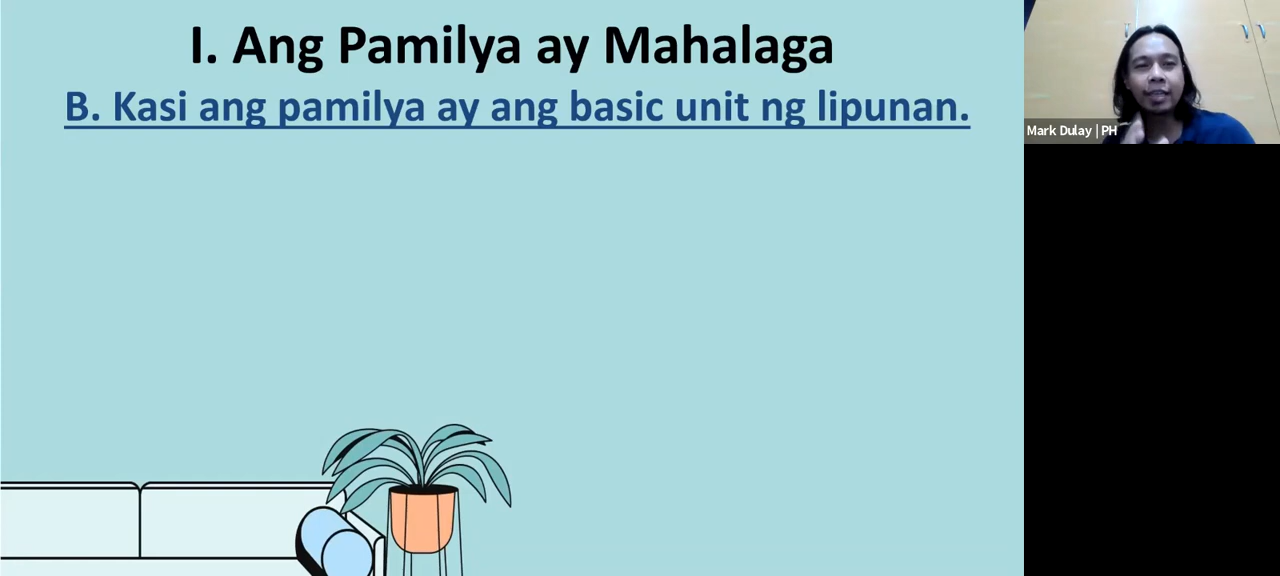 I. Ang Pamilya ay Mahalaga
B. Kasi ang pamilya ay ang basic unit ng lipunan.
Mark Dulay | PH